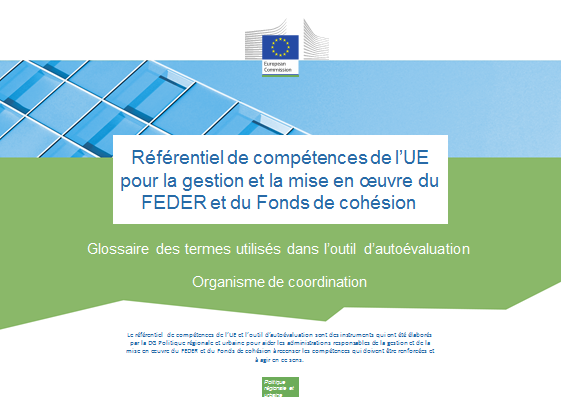 European
Commission
Référentiel de compétences de l’UE
pour la gestion et la mise en œuvre du
FEDER et du Fonds de cohésion
Glossaire des termes utilisés dans l’outil d’autoévaluation
Organisme de coordination
Le référentiel de compétences de l’UE et l’outil d’autoévaluation sont des instruments qui ont été élaborés
par la DG Politique régionale et urbaine pour aider les administrations responsables de la gestion et de la
mise en œuvre du FEDER et du Fonds de cohésion à recenser les compétences qui doivent être renforcées et
à agir en ce sens.
Politique
régionale et
urbaine